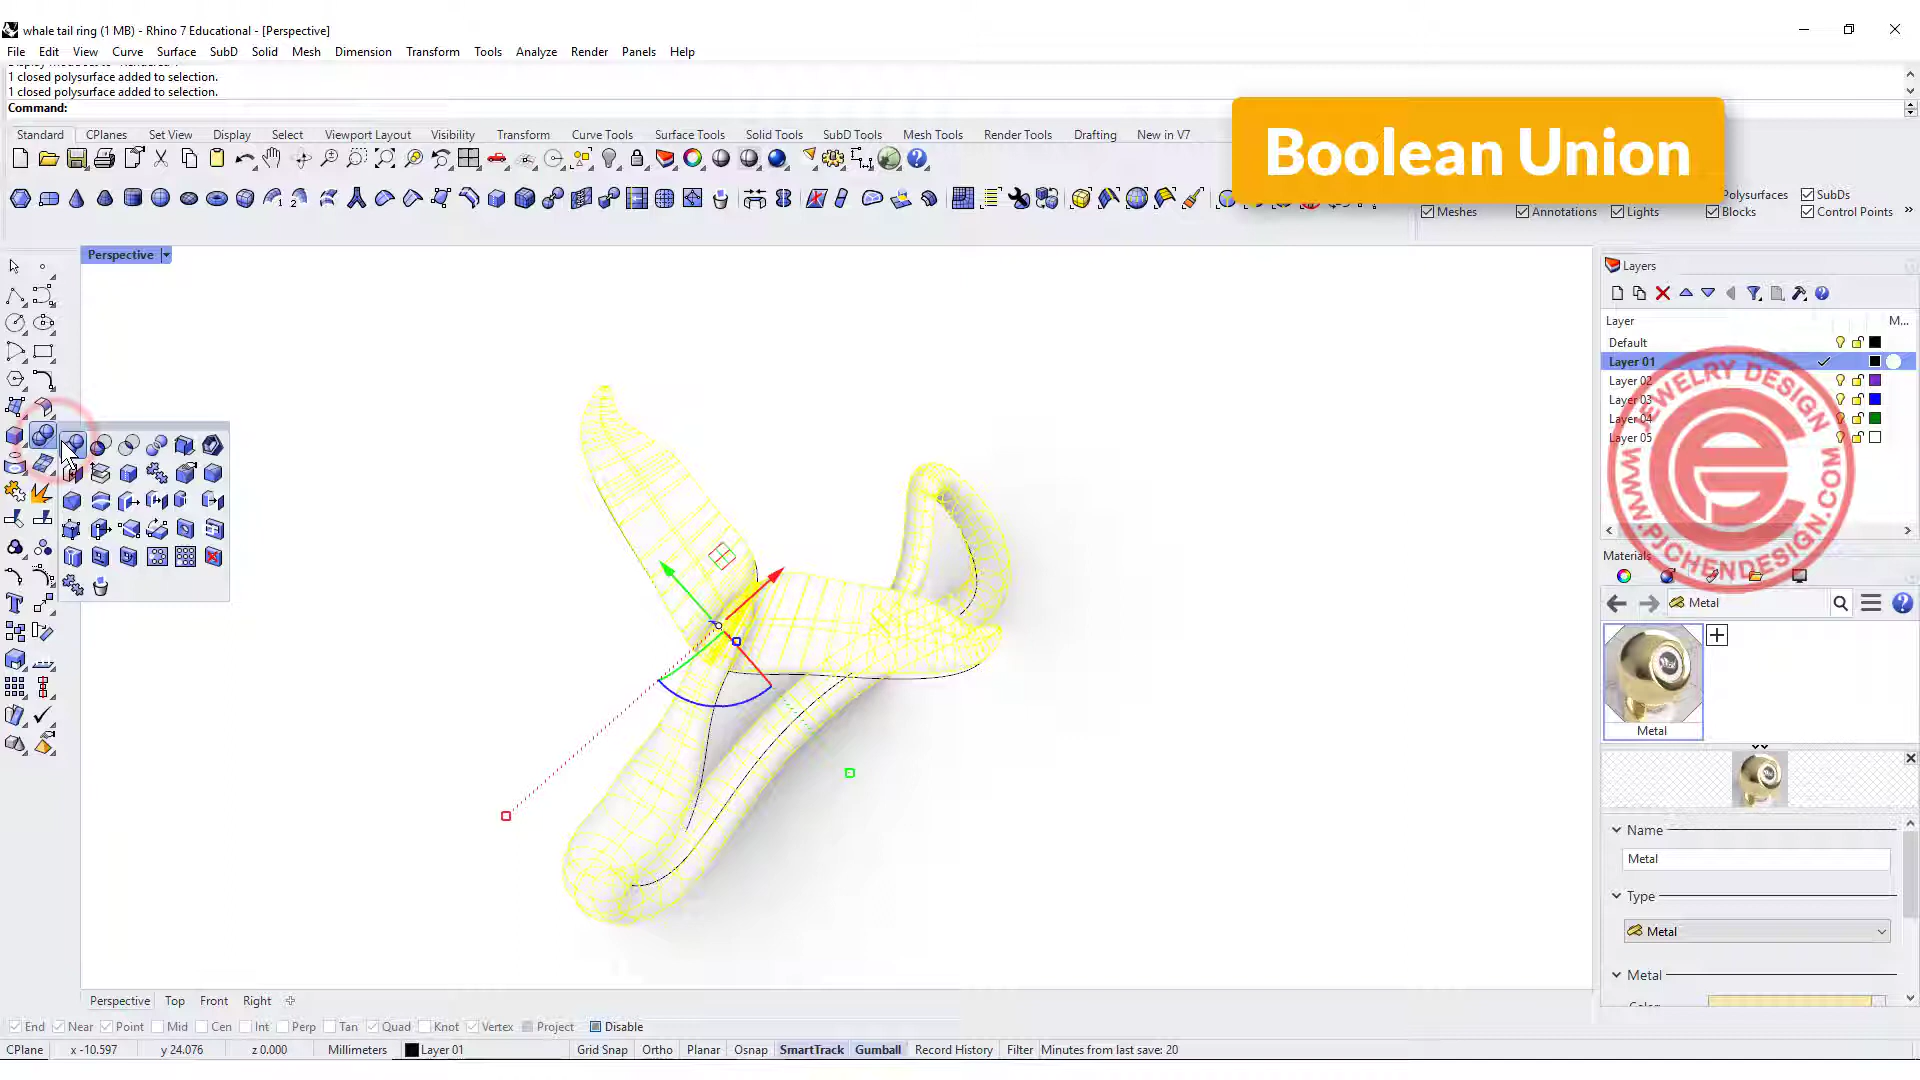 whale tail ring (1 MB) - Rhino 7 Educational - [Perspective]
File Edit View Curve Surface SubD Solid Mesh Dimension Transform Tools Analyze Render Panels Help
1 closed polysurface added to selection.
1 closed polysurface added to selection.
Command:
Boolean Union
Standard CPlanes Set View Display Select Viewport Layout Visibility Transform Curve Tools Surface Tools Solid Tools SubD Tools Mesh Tools Render Tools Drafting New in V7
Polysurfaces SubDs
Meshes Annotations Lights Blocks Control Points
Perspective
Layers
Layer M...
Default
Layer 01
Layer 02
Layer 03
Layer 04
Layer 05
JEWELRY DESIGN
WWW.PJCHENDESIGN.COM
Materials
Metal
Metal
Name
Metal
Type
Metal
Metal
Perspective Top Front Right
End Near Point Mid Cen Int Perp Tan Quad Knot Vertex Project Disable
CPlane x -10.597 y 24.076 z 0.000 Millimeters Layer 01 Grid Snap Ortho Planar Osnap SmartTrack Gumball Record History Filter Minutes from last save: 20